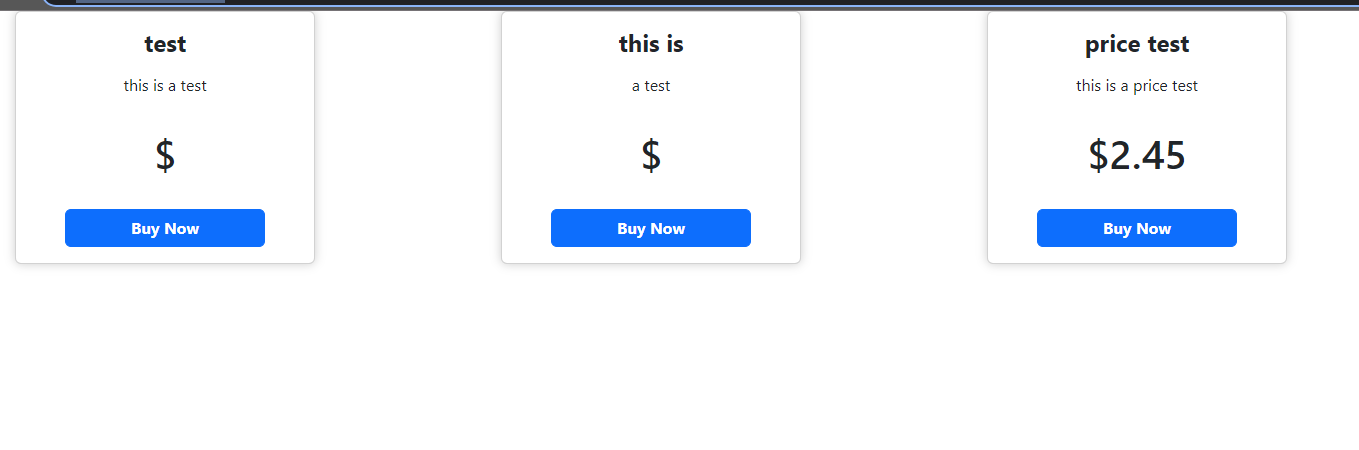 test
this is a test
$
Buy Now
this is
a test
$
Buy Now
price test
this is a price test
$2.45
Buy Now